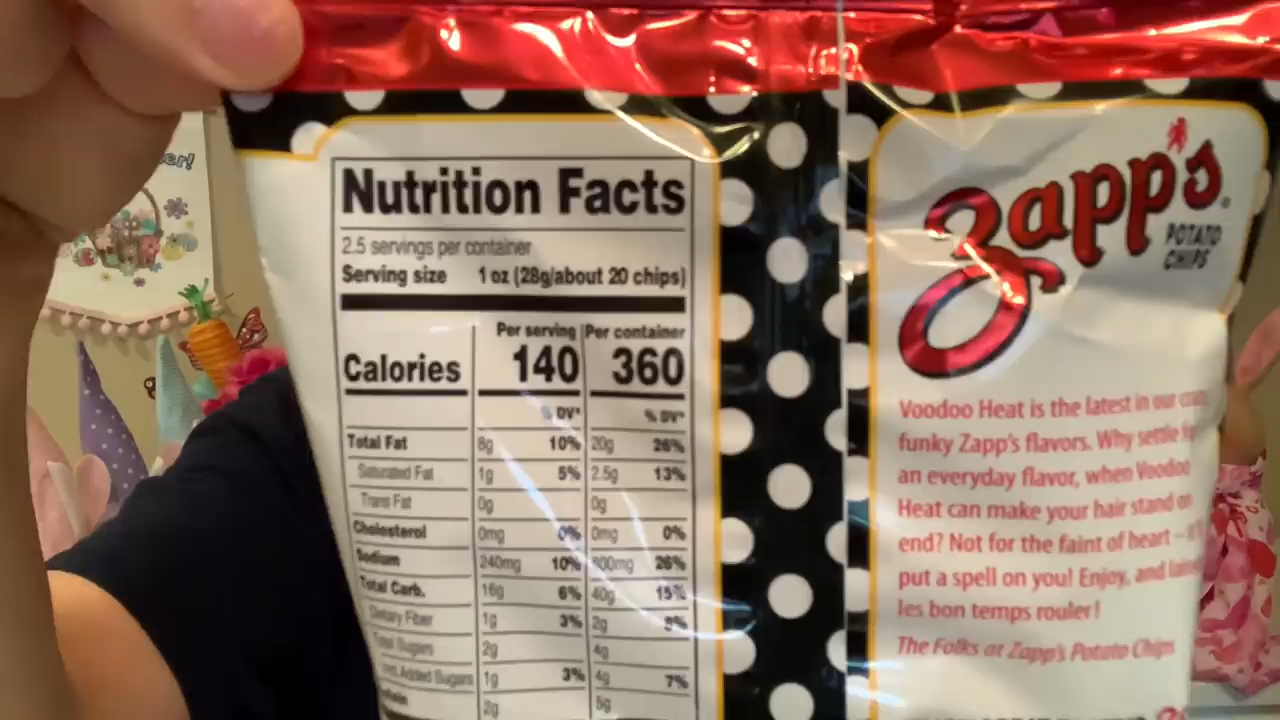 er!
Nutrition Facts
2.5 servings per container
Serving size 1 oz (28g/about 20 chips)
Per serving Per container
Calories 140 360
% DV* % DV*
Total Fat 8g 10% 20g 26%
Saturated Fat 1g 5% 2.5g 13%
Trans Fat 0g 0g
Cholesterol 0mg 0% 0mg 0%
Sodium 240mg 10% 26%
Total Carb. 16g 6% 40g 15%
Dietary Fiber 1g 3% 2g
Total Sugars 2g 4g
Added Sugars 1g 3% 4g 7%
2g 5g
Zapp's
POTATO
CHIPS
Voodoo Heat is the latest in our
funky Zapp's flavors. Why settle
an everyday flavor, when Voodoo
Heat can make your hair stand on
end? Not for the faint of heart –
put a spell on you! Enjoy, and
les bon temps rouler!
The Folks at Zapp's Potato Chips